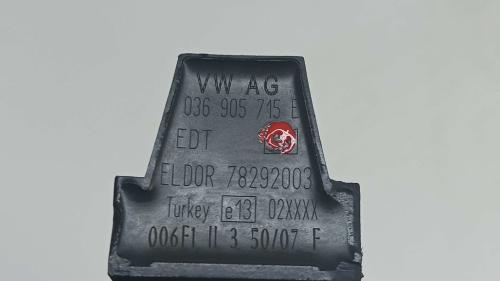 VW AG
036 905 715 E
EDT
ELDOR 78292003
Turkey e13 02XXXX
006F1 II 3 50/07 F